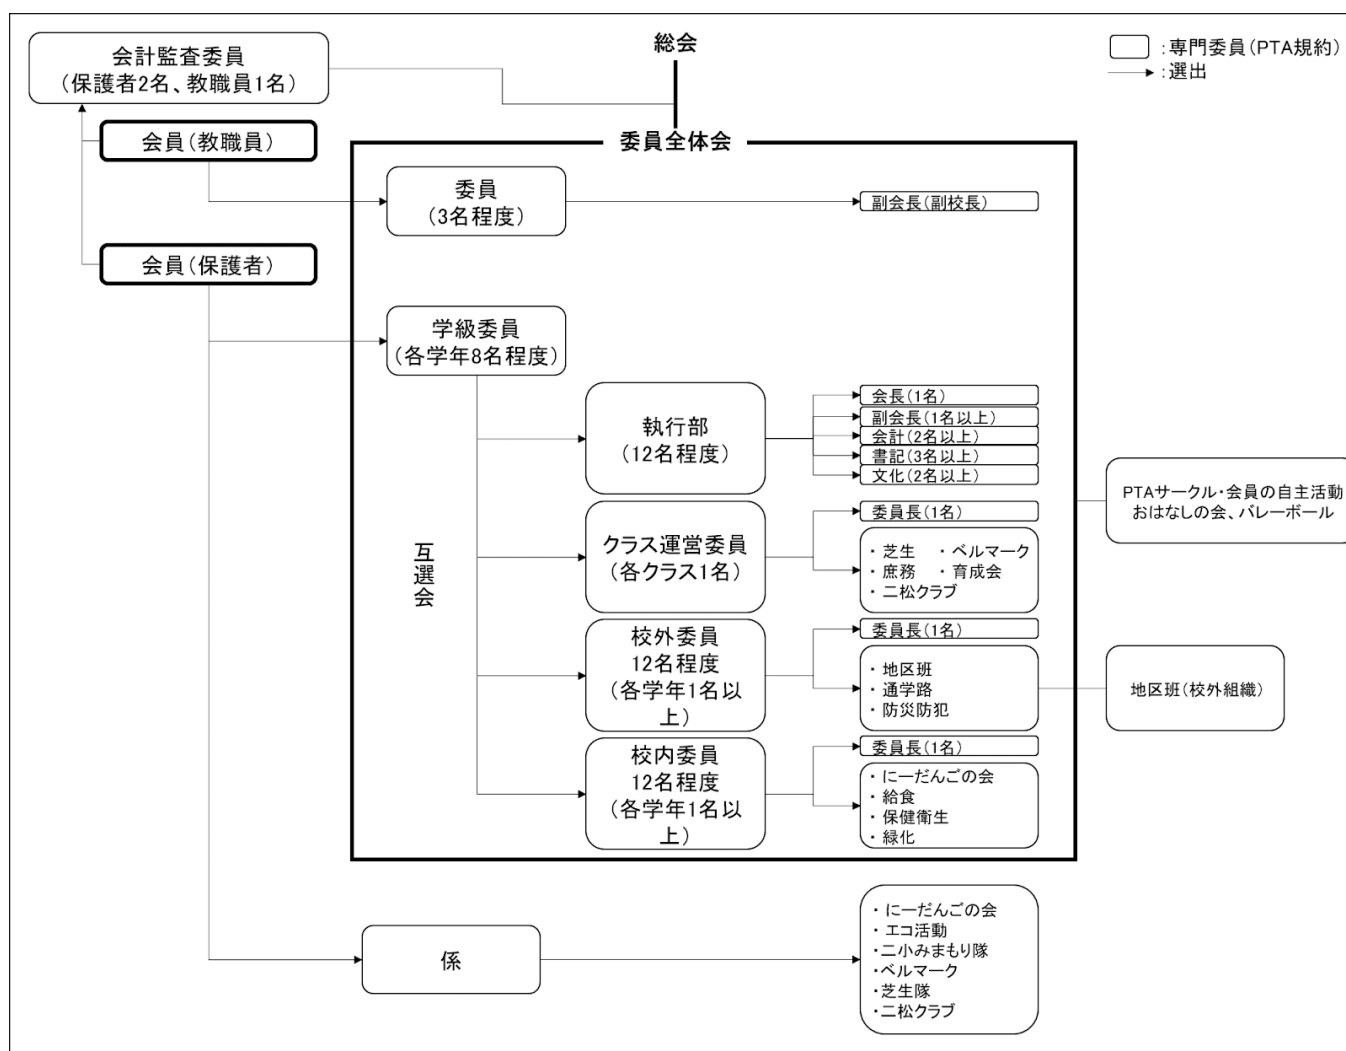 会計監査委員
(保護者2名、教職員1名)
総会
:専門委員(PTA規約)
:選出
会員(教職員)
委員全体会
委員
(3名程度)
副会長(副校長)
会員(保護者)
学級委員
(各学年8名程度)
互選会
執行部
(12名程度)
会長(1名)
副会長(1名以上)
会計(2名以上)
書記(3名以上)
文化(2名以上)
クラス運営委員
(各クラス1名)
委員長(1名)
・芝生 ・ベルマーク
・庶務 ・育成会
・二松クラブ
PTAサークル・会員の自主活動
おはなしの会、バレーボール
校外委員
12名程度
(各学年1名以
上)
委員長(1名)
・地区班
・通学路
・防災防犯
地区班(校外組織)
校内委員
12名程度
(各学年1名以
上)
委員長(1名)
・にーだんごの会
・給食
・保健衛生
・緑化
係
・にーだんごの会
・エコ活動
・二小みまもり隊
・ベルマーク
・芝生隊
・二松クラブ